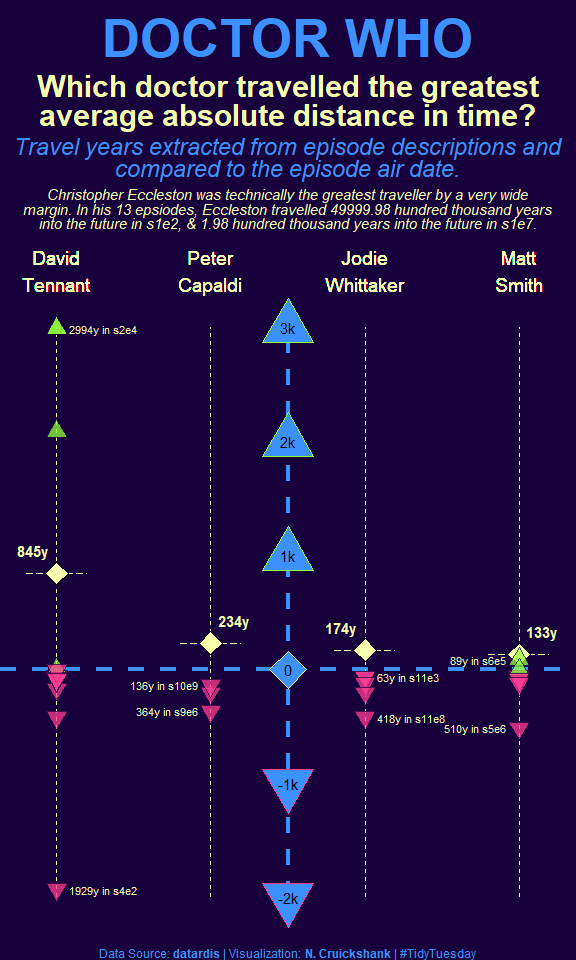 DOCTOR WHO
Which doctor travelled the greatest
average absolute distance in time?
Travel years extracted from episode descriptions and
compared to the episode air date.
Christopher Eccleston was technically the greatest traveller by a very wide
margin. In his 13 epsiodes, Eccleston travelled 49999.98 hundred thousand years
into the future in s1e2, & 1.98 hundred thousand years into the future in s1e7.
David
Tennant
Peter
Capaldi
Jodie
Whittaker
Matt
Smith
3k
2994y in s2e4
2k
1k
845y
234y
174y
133y
89y in s6e5
0
136y in s10e9
63y in s11e3
364y in s9e6
418y in s11e8
510y in s5e6
-1k
1929y in s4e2
-2k
Data Source: datardis | Visualization: N. Cruickshank | #TidyTuesday